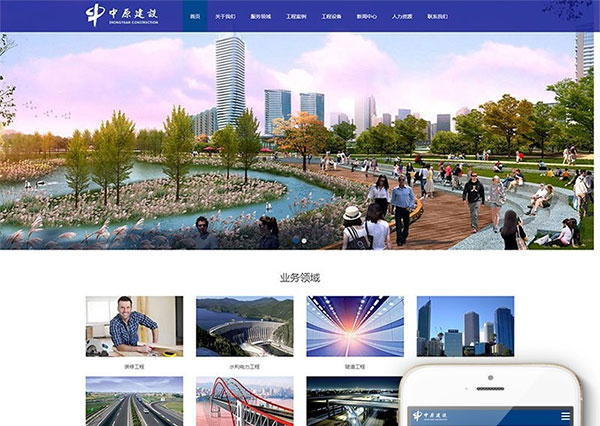 中原建设
ZHONGYUAN CONSTRUCTION
首页 关于我们 服务领域 工程案例 工程设备 新闻中心 人力资源 联系我们
业务领域
装修工程 水利电力工程 隧道工程
中原建设